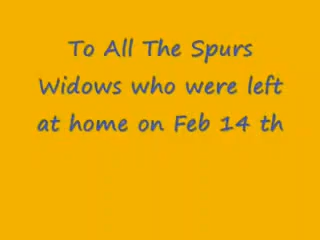 To All The Spurs
Widows who were left
at home on Feb 14 th